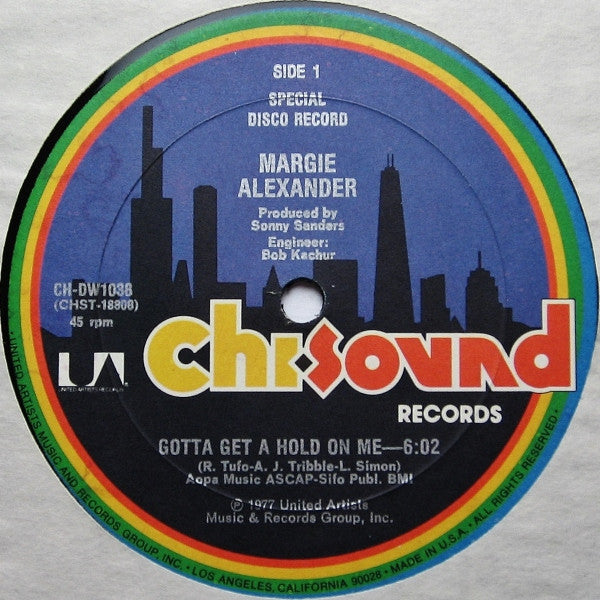 SIDE 1
SPECIAL
DISCO RECORD
MARGIE
ALEXANDER
Produced by
Sonny Sanders
Engineer:
Bob Kachur
CH-DW1038
(CHST-18808)
45 rpm
UA
UNITED ARTISTS RECORDS
Chi-Sound
RECORDS
GOTTA GET A HOLD ON ME—6:02
(R. Tufo-A. J. Tribble-L. Simon)
Aopa Music ASCAP-Sifo Publ. BMI
℗ 1977 United Artists
Music & Records Group, Inc.
UNITED ARTISTS MUSIC AND RECORDS GROUP, INC. • LOS ANGELES, CALIFORNIA 90028 • MADE IN U.S.A. • ALL RIGHTS RESERVED •